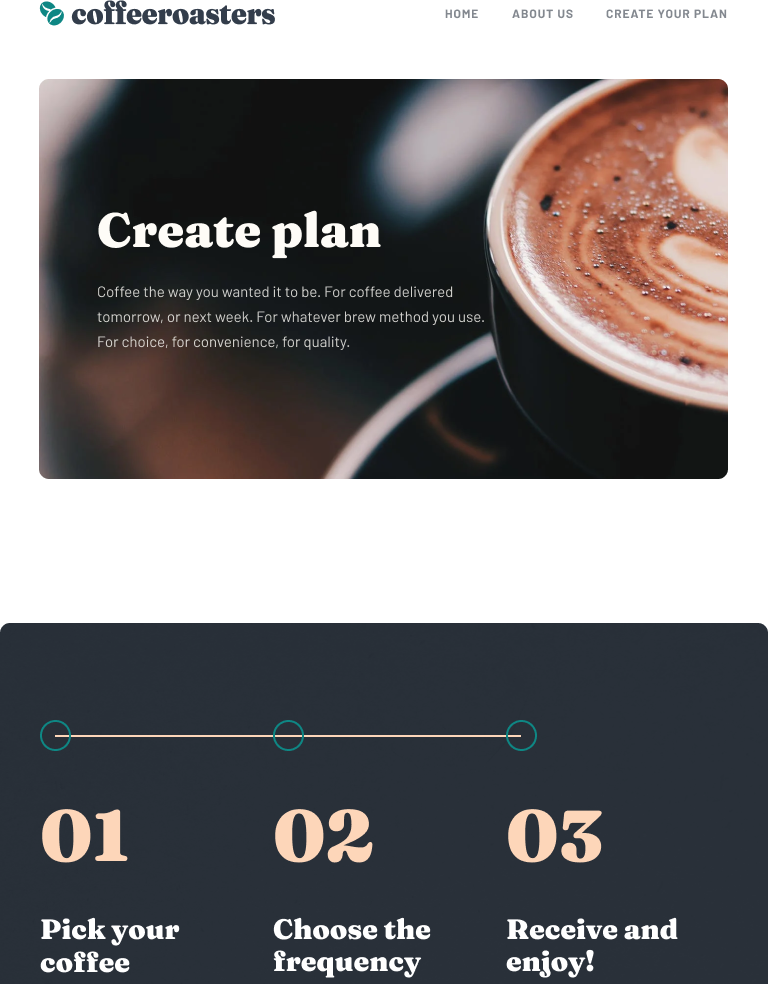 coffeeroasters
HOME ABOUT US CREATE YOUR PLAN
Create plan
Coffee the way you wanted it to be. For coffee delivered
tomorrow, or next week. For whatever brew method you use.
For choice, for convenience, for quality.
01
02
03
Pick your
coffee
Choose the
frequency
Receive and
enjoy!